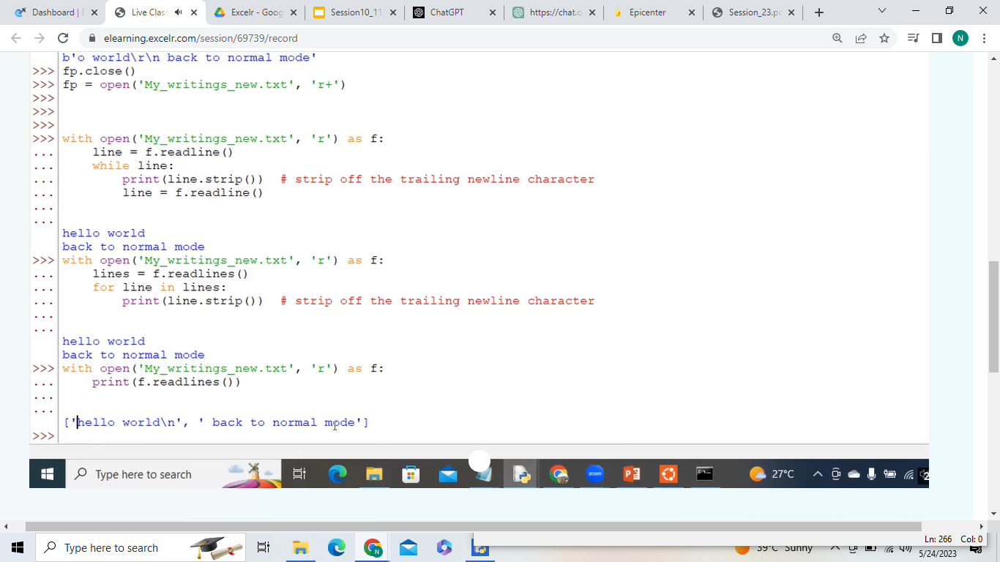 Dashboard | E
Live Class
Excelr - Goog
Session10_11
ChatGPT
https://chat.o
Epicenter
Session_23.pd
elearning.excelr.com/session/69739/record
N
b'o world\r\n back to normal mode'
>>> fp.close()
>>> fp = open('My_writings_new.txt', 'r+')
>>>
>>>
>>>
>>> with open('My_writings_new.txt', 'r') as f:
...     line = f.readline()
...     while line:
...         print(line.strip())  # strip off the trailing newline character
...         line = f.readline()
...
...
hello world
back to normal mode
>>> with open('My_writings_new.txt', 'r') as f:
...     lines = f.readlines()
...     for line in lines:
...         print(line.strip())  # strip off the trailing newline character
...
...
hello world
back to normal mode
>>> with open('My_writings_new.txt', 'r') as f:
...     print(f.readlines())
...
...
['hello world\n', ' back to normal mode']
>>>
Type here to search
zoom
27°C
2
Ln: 266 Col: 0
Type here to search
N
39°C Sunny
5/24/2023